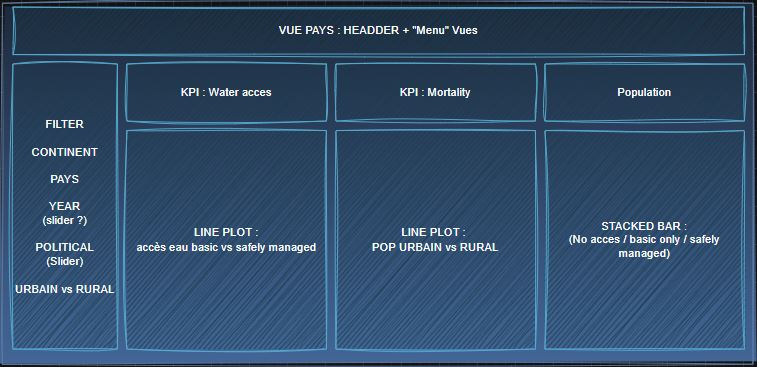 VUE PAYS : HEADDER + "Menu" Vues
FILTER
CONTINENT
PAYS
YEAR
(slider ?)
POLITICAL
(Slider)
URBAIN vs RURAL
KPI : Water acces
KPI : Mortality
Population
LINE PLOT :
accès eau basic vs safely managed
LINE PLOT :
POP URBAIN vs RURAL
STACKED BAR :
(No acces / basic only / safely
managed)